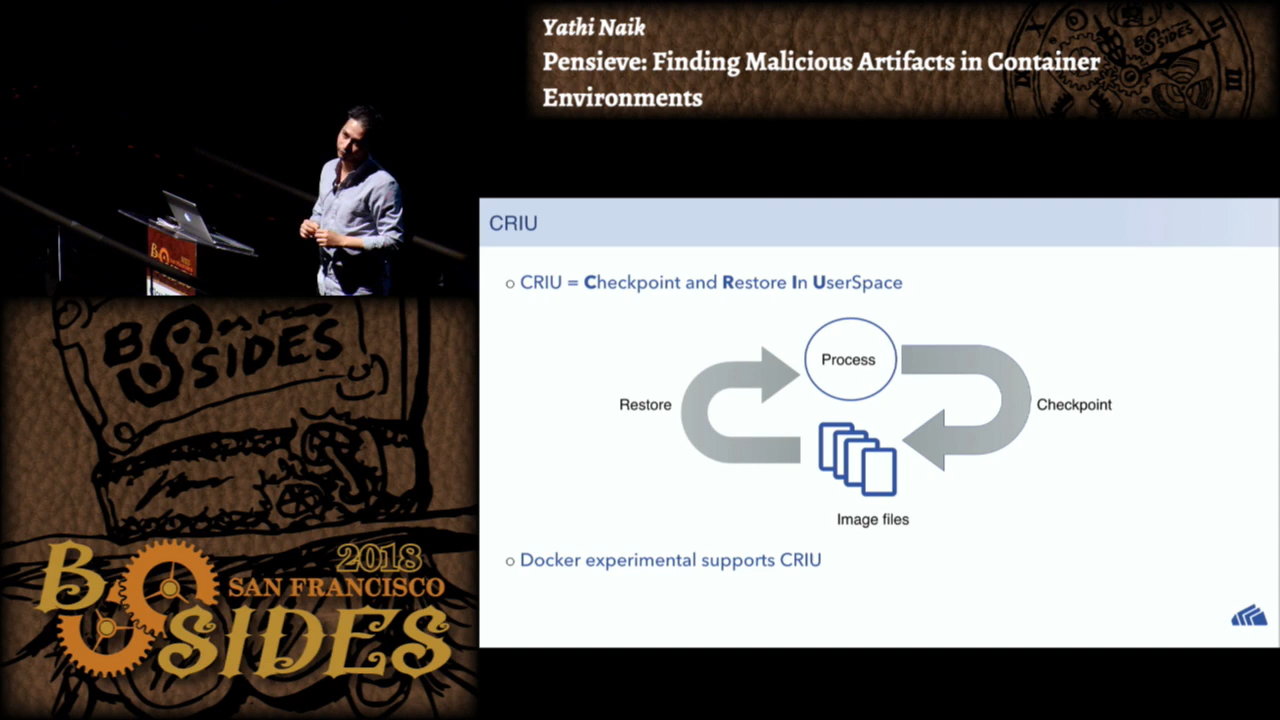 Yathi Naik
Pensieve: Finding Malicious Artifacts in Container
Environments
BSIDES
CRIU
CRIU = Checkpoint and Restore In UserSpace
Process
Restore
Checkpoint
Image files
Docker experimental supports CRIU
BSIDES
2018
SAN FRANCISCO
BSIDES